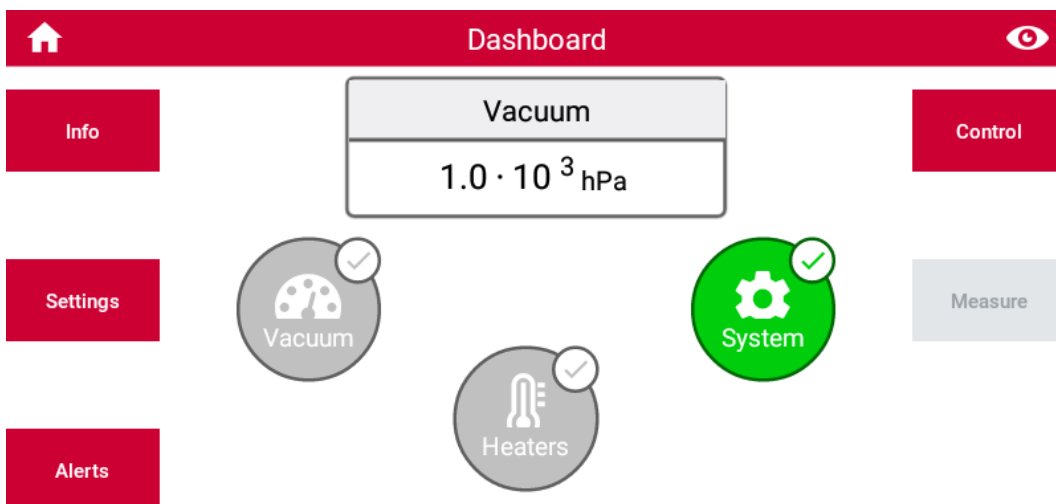 Dashboard
Info
Vacuum
1.0 · 10 ³ hPa
Control
Settings
Vacuum
System
Measure
Heaters
Alerts